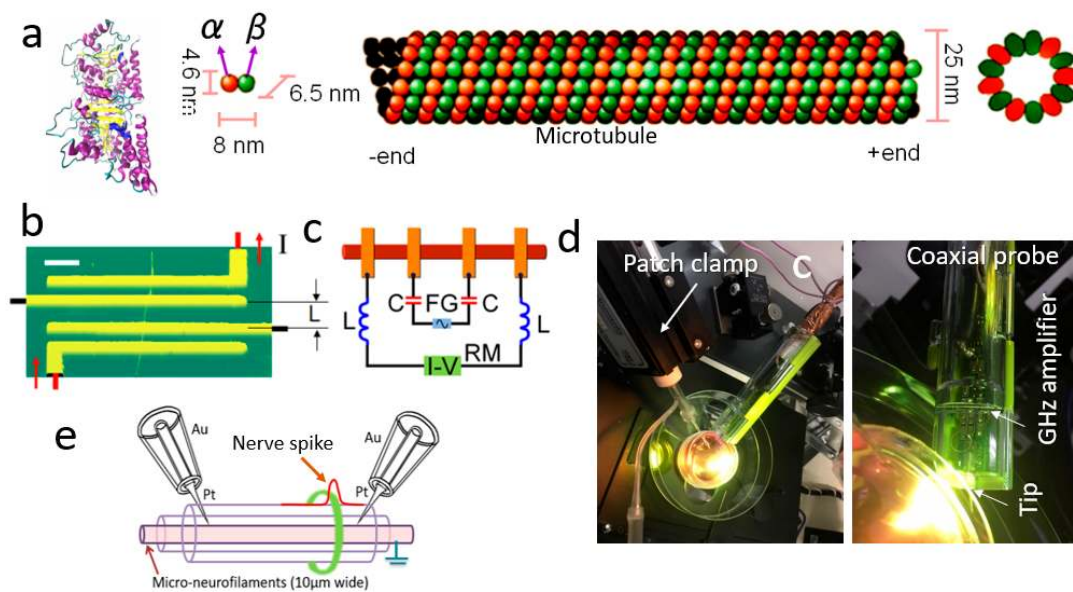 a
α β
4.6 nm
6.5 nm
8 nm
Microtubule
-end
+end
25 nm
b
I
L
c
C FG C
L
L
RM
I-V
d
Patch clamp
C
Coaxial probe
GHz amplifier
Tip
e
Au
Nerve spike
Au
Pt
Pt
Micro-neurofilaments (10μm wide)